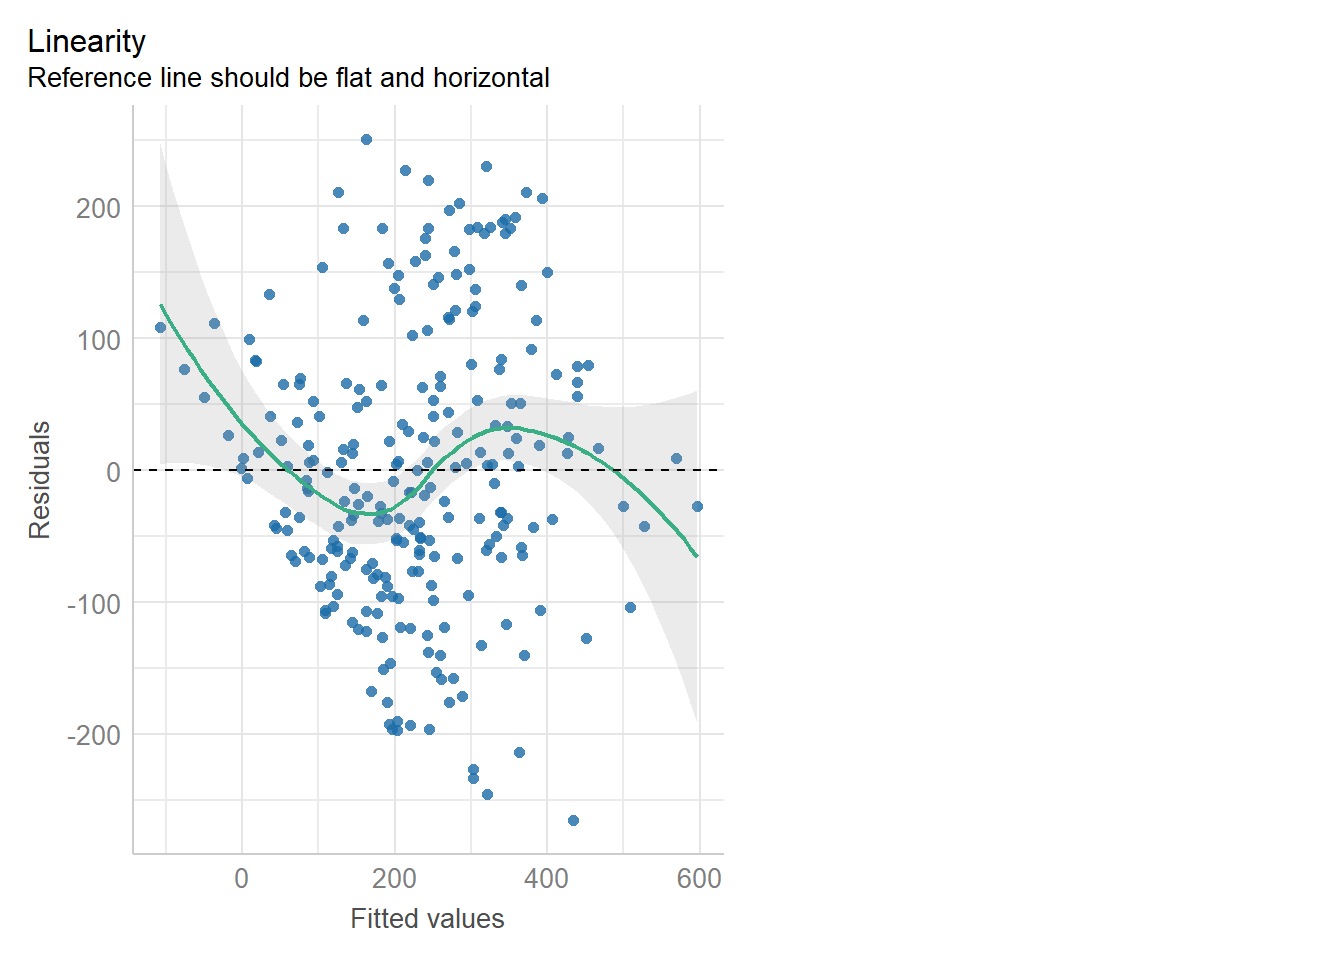 Linearity
Reference line should be flat and horizontal
200
100
0
-100
-200
Residuals
0 200 400 600
Fitted values